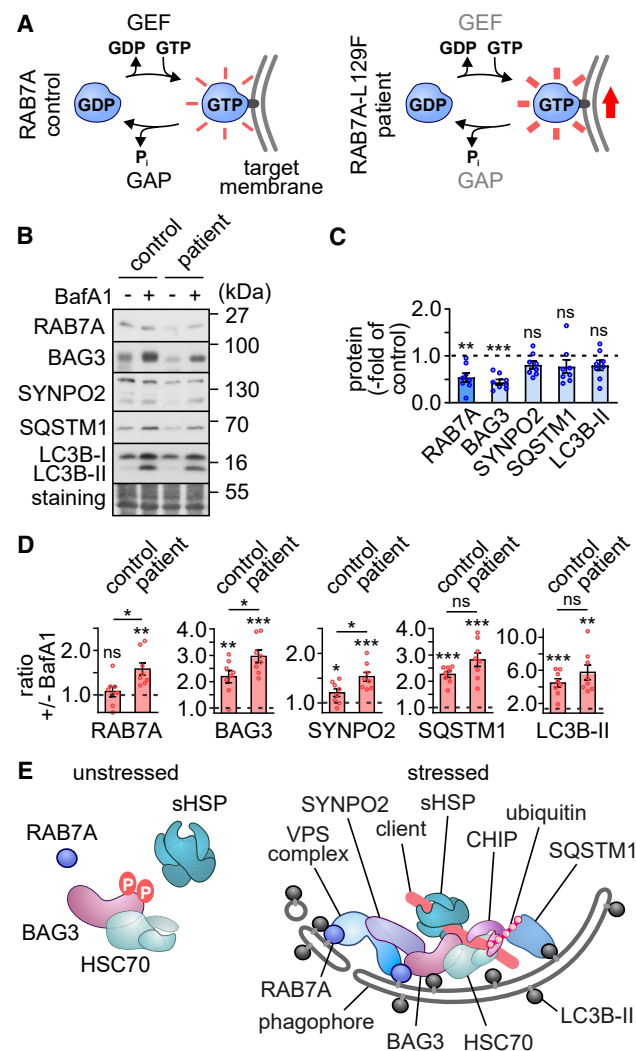 A
GEF
GDP GTP
RAB7A
control
GDP
GTP
Pi
GAP
target
membrane
GEF
GDP GTP
RAB7A-L129F
patient
GDP
GTP
Pi
GAP
B
control
patient
BafA1 - + - + (kDa)
RAB7A
27
BAG3
100
SYNPO2
130
SQSTM1
70
LC3B-I
LC3B-II
16
staining
55
C
protein
(-fold of
control)
2.0
1.0
0.0
**
***
ns
ns
ns
RAB7A
BAG3
SYNPO2
SQSTM1
LC3B-II
D
ratio
+/- BafA1
control
patient
*
ns
**
2.0
1.0
RAB7A
control
patient
*
**
***
4.0
3.0
2.0
1.0
BAG3
control
patient
*
*
***
2.0
1.0
SYNPO2
control
patient
ns
***
***
4.0
3.0
2.0
1.0
SQSTM1
control
patient
ns
***
**
10.0
6.0
2.0
LC3B-II
E
unstressed
RAB7A
sHSP
P
P
BAG3
HSC70
stressed
SYNPO2
sHSP
ubiquitin
VPS
complex
client
CHIP
SQSTM1
RAB7A
phagophore
BAG3
HSC70
LC3B-II